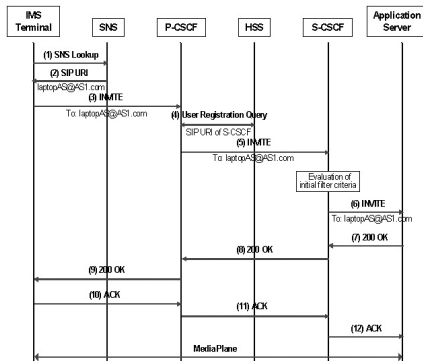 IMS
Terminal
SNS
P-CSCF
HSS
S-CSCF
Application
Server
(1) SNS Lookup
(2) SIP URI
laptopAS@AS1.com
(3) INVITE
To: laptopAS@AS1.com
(4) User Registration Query
SIP URI of S-CSCF
(5) INVITE
To: laptopAS@AS1.com
Evaluation of
initial filter criteria
(6) INVITE
To: laptopAS@AS1.com
(7) 200 OK
(8) 200 OK
(9) 200 OK
(10) ACK
(11) ACK
(12) ACK
Media Plane